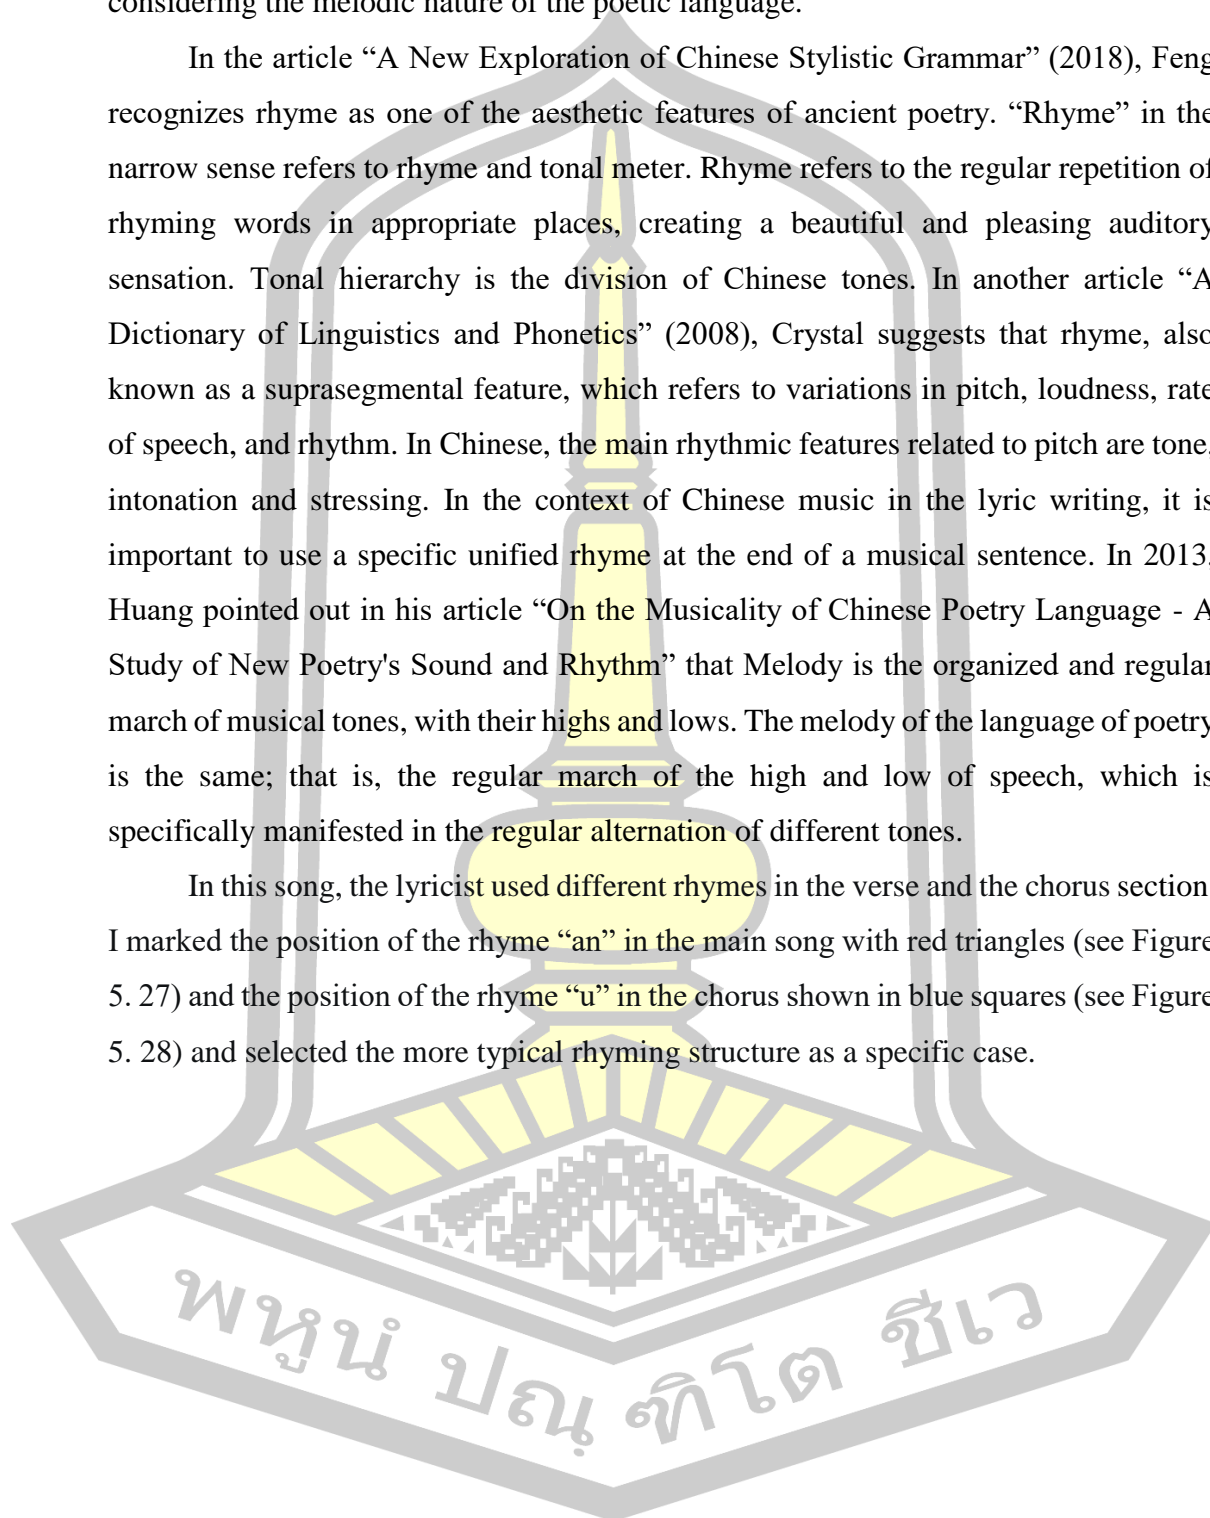 considering the melodic nature of the poetic language.
In the article “A New Exploration of Chinese Stylistic Grammar” (2018), Feng
recognizes rhyme as one of the aesthetic features of ancient poetry. “Rhyme” in the
narrow sense refers to rhyme and tonal meter. Rhyme refers to the regular repetition of
rhyming words in appropriate places, creating a beautiful and pleasing auditory
sensation. Tonal hierarchy is the division of Chinese tones. In another article “A
Dictionary of Linguistics and Phonetics” (2008), Crystal suggests that rhyme, also
known as a suprasegmental feature, which refers to variations in pitch, loudness, rate
of speech, and rhythm. In Chinese, the main rhythmic features related to pitch are tone,
intonation and stressing. In the context of Chinese music in the lyric writing, it is
important to use a specific unified rhyme at the end of a musical sentence. In 2013,
Huang pointed out in his article “On the Musicality of Chinese Poetry Language - A
Study of New Poetry's Sound and Rhythm” that Melody is the organized and regular
march of musical tones, with their highs and lows. The melody of the language of poetry
is the same; that is, the regular march of the high and low of speech, which is
specifically manifested in the regular alternation of different tones.
In this song, the lyricist used different rhymes in the verse and the chorus section
I marked the position of the rhyme “an” in the main song with red triangles (see Figure
5. 27) and the position of the rhyme “u” in the chorus shown in blue squares (see Figure
5. 28) and selected the more typical rhyming structure as a specific case.
พหูนํ ปณฺฑิโต ชีเว